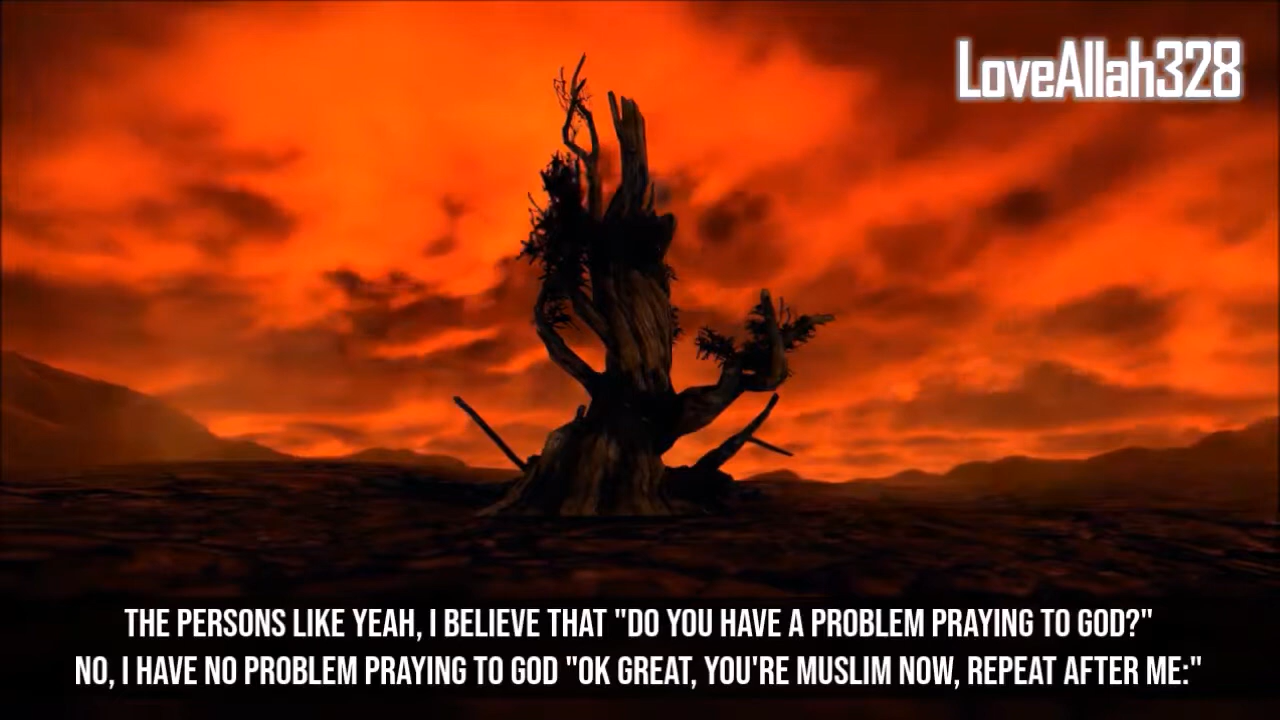 LoveAllah328
THE PERSONS LIKE YEAH, I BELIEVE THAT "DO YOU HAVE A PROBLEM PRAYING TO GOD?"
NO, I HAVE NO PROBLEM PRAYING TO GOD "OK GREAT, YOU'RE MUSLIM NOW, REPEAT AFTER ME:"